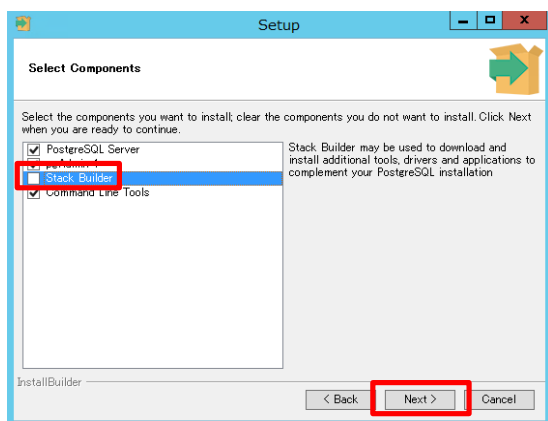 Setup
Select Components
Select the components you want to install; clear the components you do not want to install. Click Next
when you are ready to continue.
PostgreSQL Server
pgAdmin 4
Stack Builder
Command Line Tools
Stack Builder may be used to download and
install additional tools, drivers and applications to
complement your PostgreSQL installation
InstallBuilder
< Back
Next >
Cancel